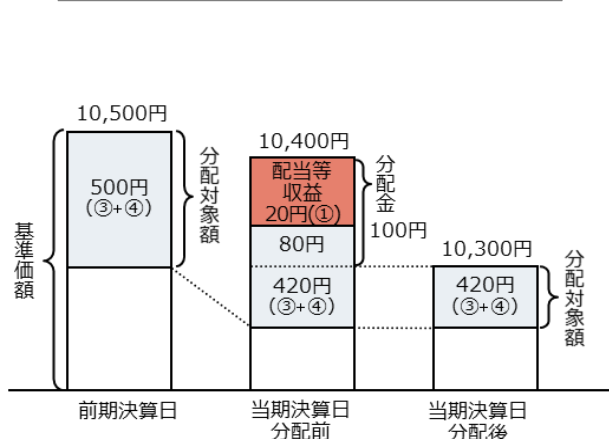 10,500円
500円
(③+④)
分配対象額
基準価額
10,400円
配当等
収益
20円(①)
80円
420円
(③+④)
分配金
100円
10,300円
420円
(③+④)
分配対象額
前期決算日
当期決算日
分配前
当期決算日
分配後